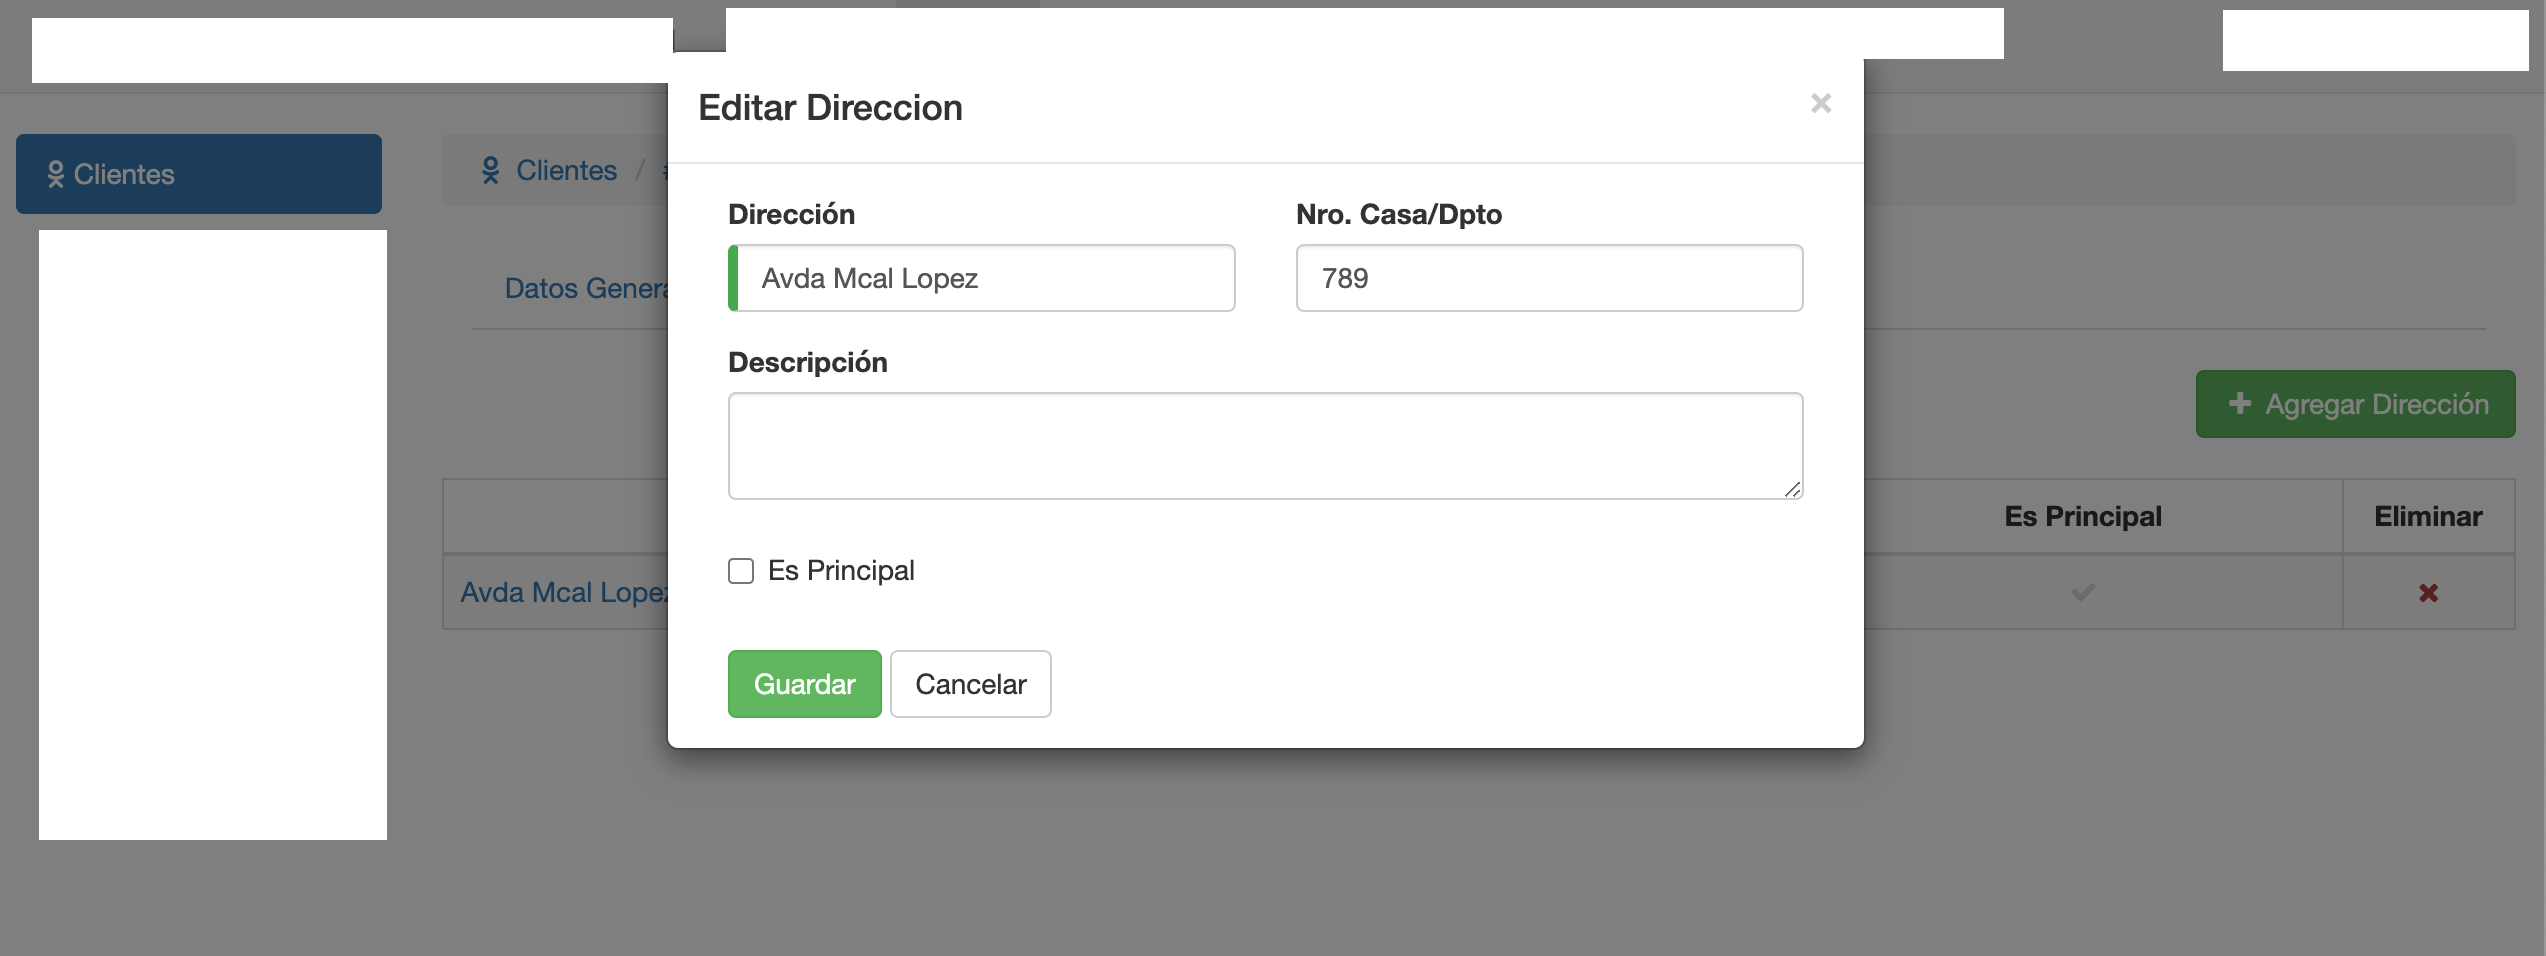 Editar Direccion
×
Clientes
Clientes /
Dirección
Nro. Casa/Dpto
Avda Mcal Lopez
789
Datos Genera
Descripción
Agregar Dirección
Es Principal
Eliminar
Es Principal
Avda Mcal Lopez
Guardar
Cancelar